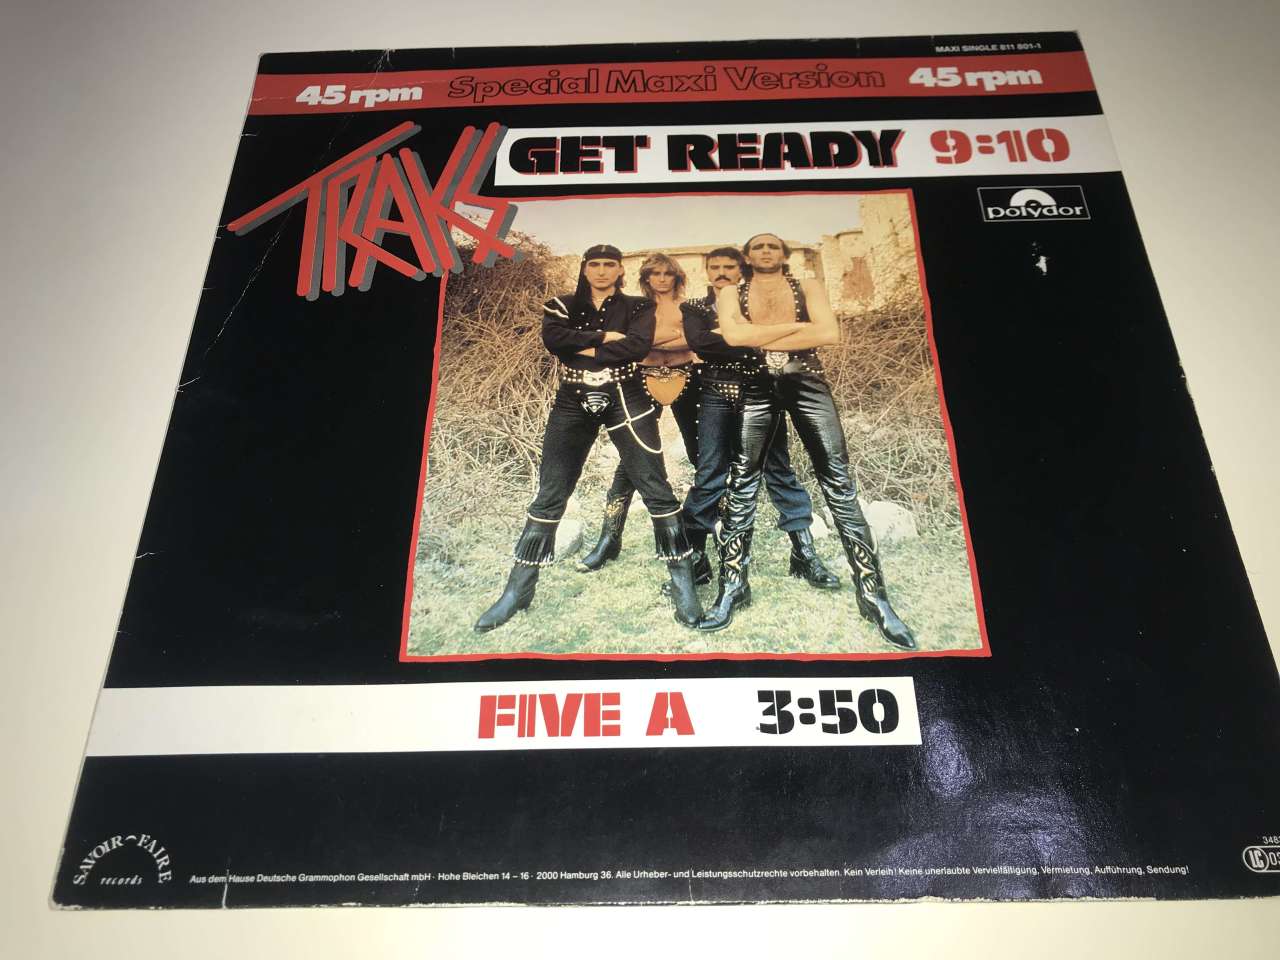 MAXI SINGLE 811 801-1
45 rpm Special Maxi Version 45 rpm
TRAKS
GET READY 9:10
polydor
FIVE A 3:50
SAVOIR FAIRE
records
Aus dem Hause Deutsche Grammophon Gesellschaft mbH · Hohe Bleichen 14 – 16 · 2000 Hamburg 36. Alle Urheber- und Leistungsschutzrechte vorbehalten. Kein Verleih! Keine unerlaubte Vervielfältigung, Vermietung, Aufführung, Sendung!
LC